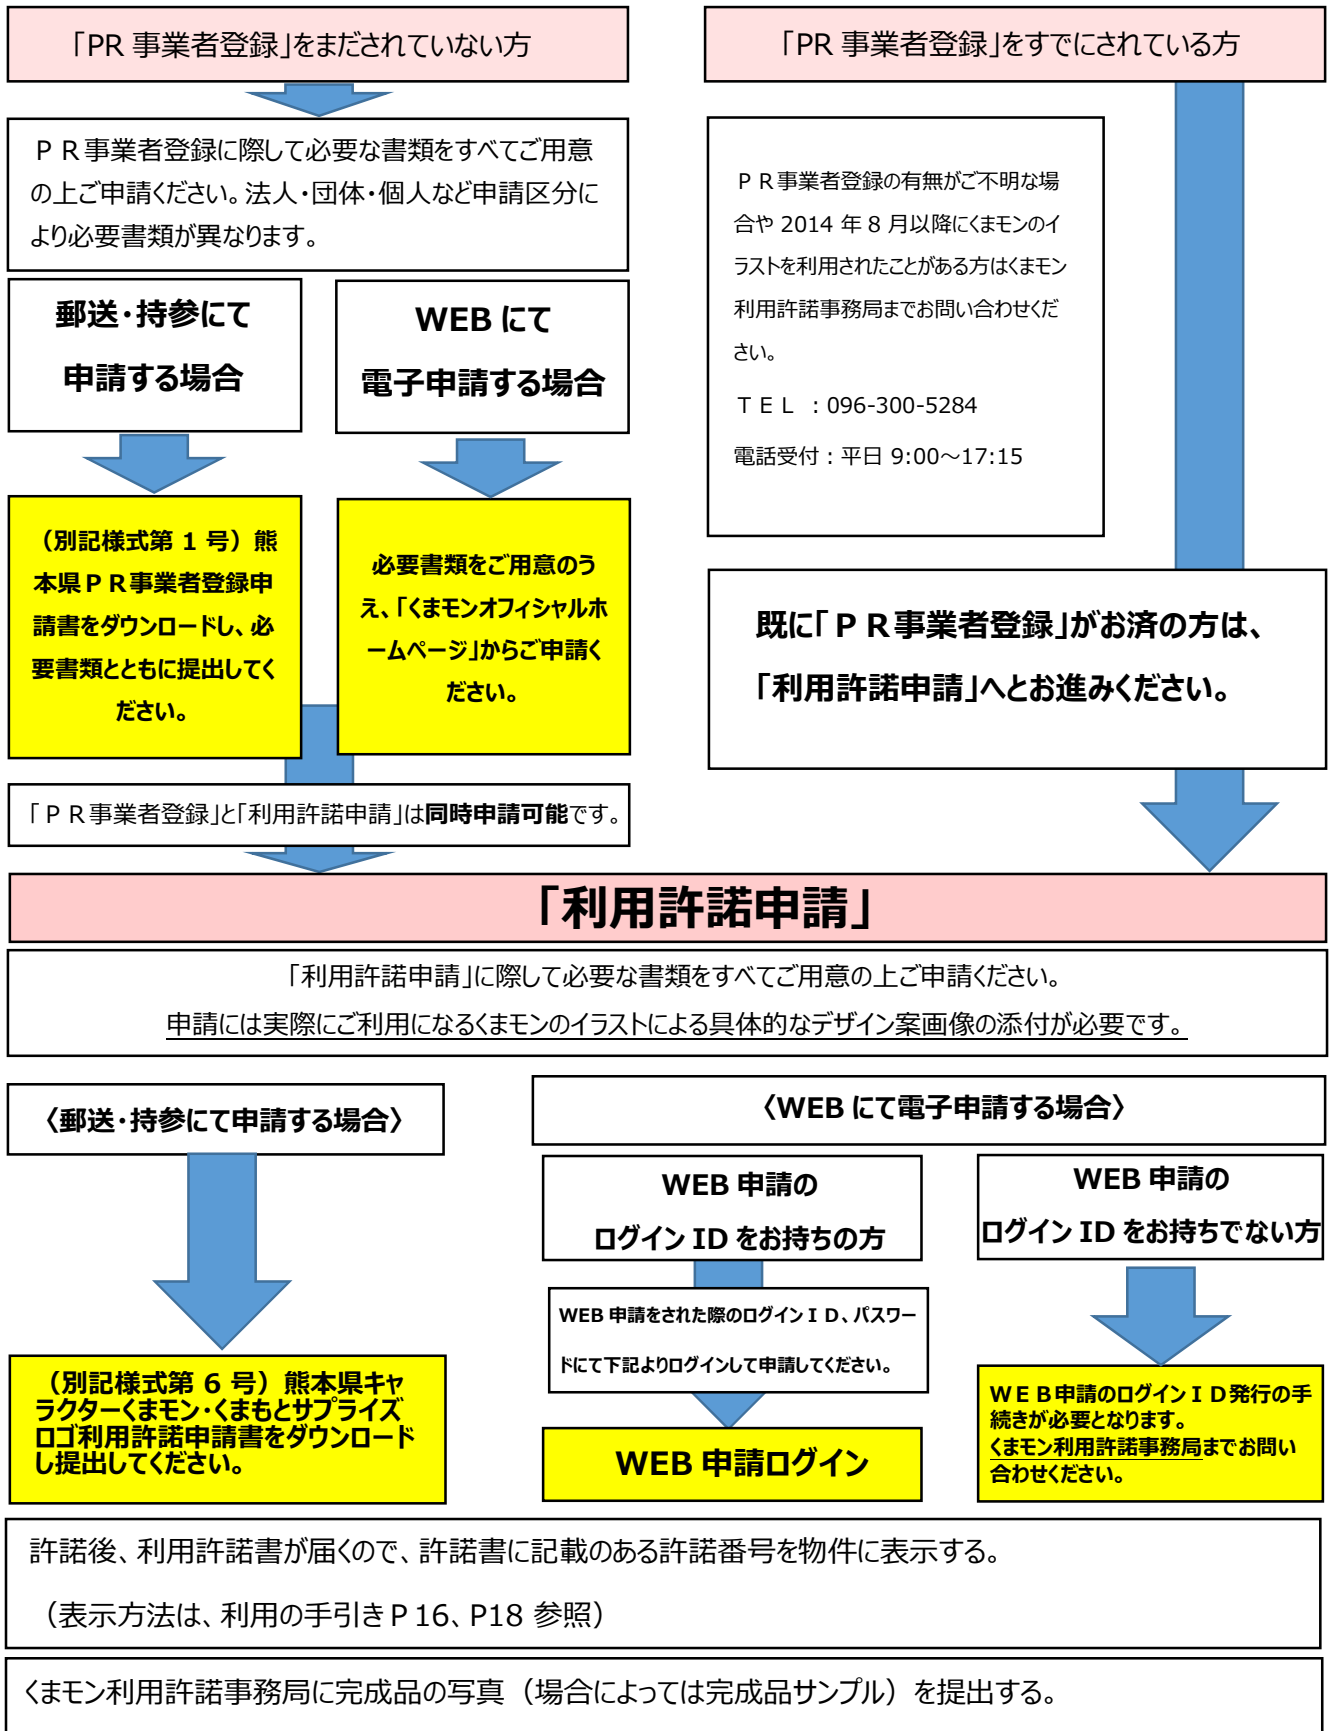 「PR 事業者登録」をまだされていない方
ＰＲ事業者登録に際して必要な書類をすべてご用意
の上ご申請ください。法人・団体・個人など申請区分に
より必要書類が異なります。
郵送・持参にて
申請する場合
WEB にて
電子申請する場合
（別記様式第 1 号）熊
本県ＰＲ事業者登録申
請書をダウンロードし、必
要書類とともに提出してく
ださい。
必要書類をご用意のう
え、「くまモンオフィシャルホ
ームページ」からご申請く
ださい。
「ＰＲ事業者登録」と「利用許諾申請」は同時申請可能です。
「PR 事業者登録」をすでにされている方
ＰＲ事業者登録の有無がご不明な場
合や 2014 年 8 月以降にくまモンのイ
ラストを利用されたことがある方はくまモン
利用許諾事務局までお問い合わせくだ
さい。
ＴＥＬ ：096-300-5284
電話受付：平日 9:00～17:15
既に「ＰＲ事業者登録」がお済の方は、
「利用許諾申請」へとお進みください。
「利用許諾申請」
「利用許諾申請」に際して必要な書類をすべてご用意の上ご申請ください。
申請には実際にご利用になるくまモンのイラストによる具体的なデザイン案画像の添付が必要です。
〈郵送・持参にて申請する場合〉
（別記様式第 6 号）熊本県キャ
ラクターくまモン・くまもとサプライズ
ロゴ利用許諾申請書をダウンロード
し提出してください。
〈WEB にて電子申請する場合〉
WEB 申請の
ログイン ID をお持ちの方
WEB 申請をされた際のログインＩＤ、パスワー
ドにて下記よりログインして申請してください。
WEB 申請ログイン
WEB 申請の
ログイン ID をお持ちでない方
ＷＥＢ申請のログインＩＤ発行の手
続きが必要となります。
くまモン利用許諾事務局までお問い
合わせください。
許諾後、利用許諾書が届くので、許諾書に記載のある許諾番号を物件に表示する。
（表示方法は、利用の手引きＰ16、P18 参照）
くまモン利用許諾事務局に完成品の写真（場合によっては完成品サンプル）を提出する。